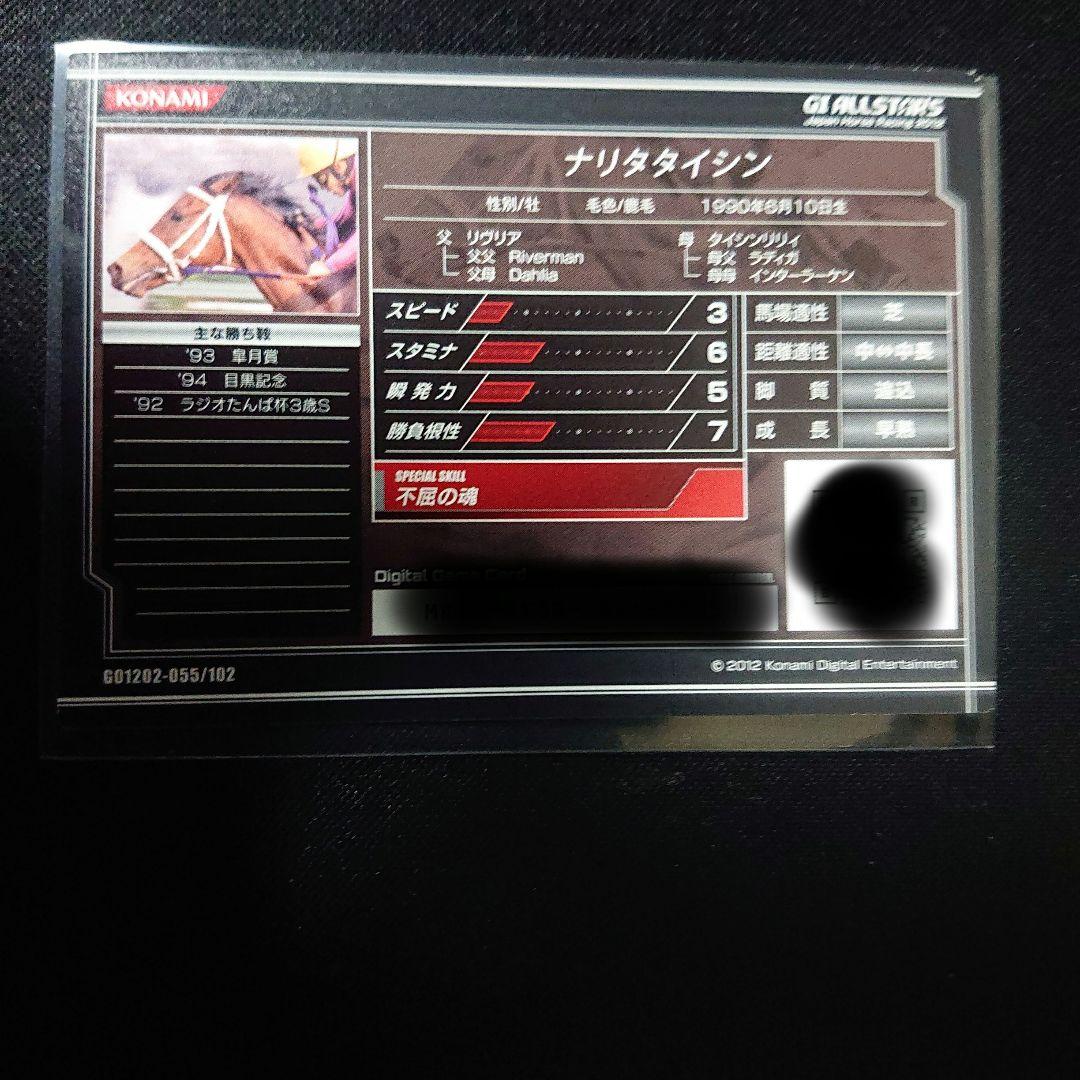 KONAMI
GI ALLSTARS
Japan Horse Racing 2012
ナリタタイシン
性別/牡 毛色/鹿毛 1990年6月10日生
父 リヴリア
父父 Riverman
父母 Dahlia
母 タイシンリリィ
母父 ラディガ
母母 インターラーケン
主な勝ち鞍
'93 皐月賞
'94 目黒記念
'92 ラジオたんぱ杯3歳S
スピード 3
スタミナ 6
瞬発力 5
勝負根性 7
馬場適性 芝
距離適性 中⇔中長
脚質 追込
成長 早熟
SPECIAL SKILL
不屈の魂
Digital Game Card
G01202-055/102
© 2012 Konami Digital Entertainment